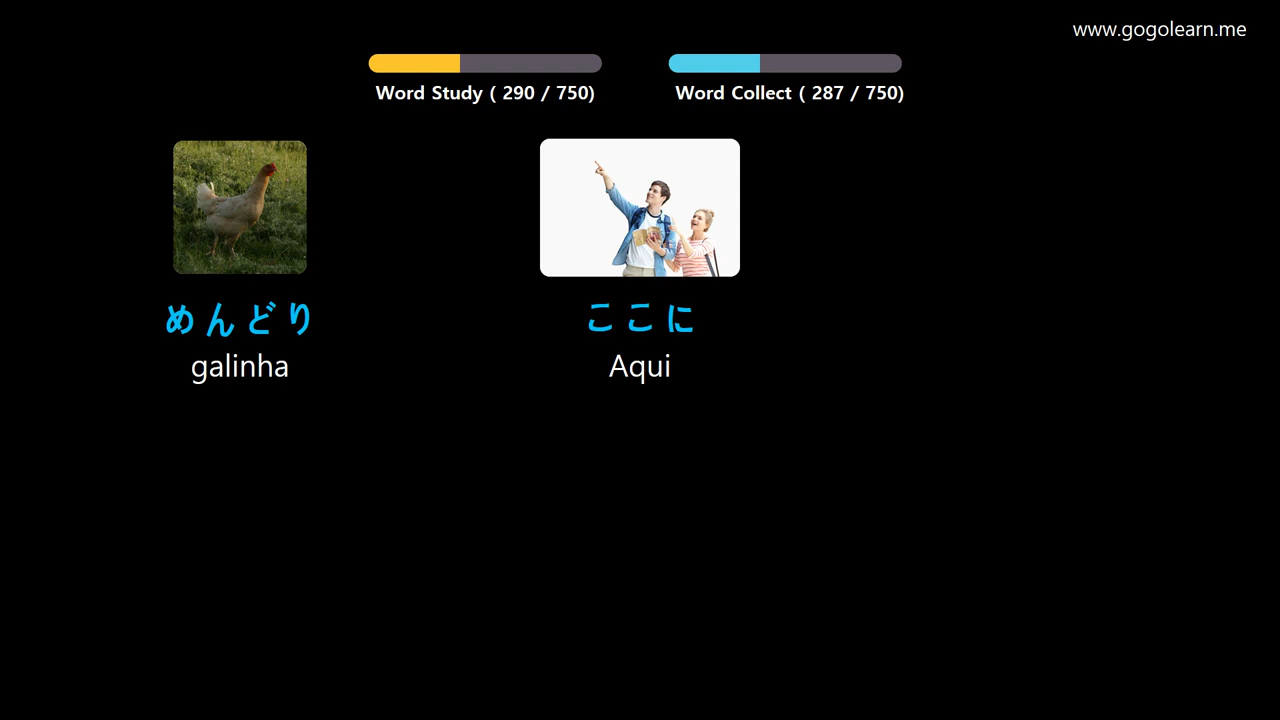 www.gogolearn.me
Word Study ( 290 / 750)
Word Collect ( 287 / 750)
めんどり
galinha
ここに
Aqui